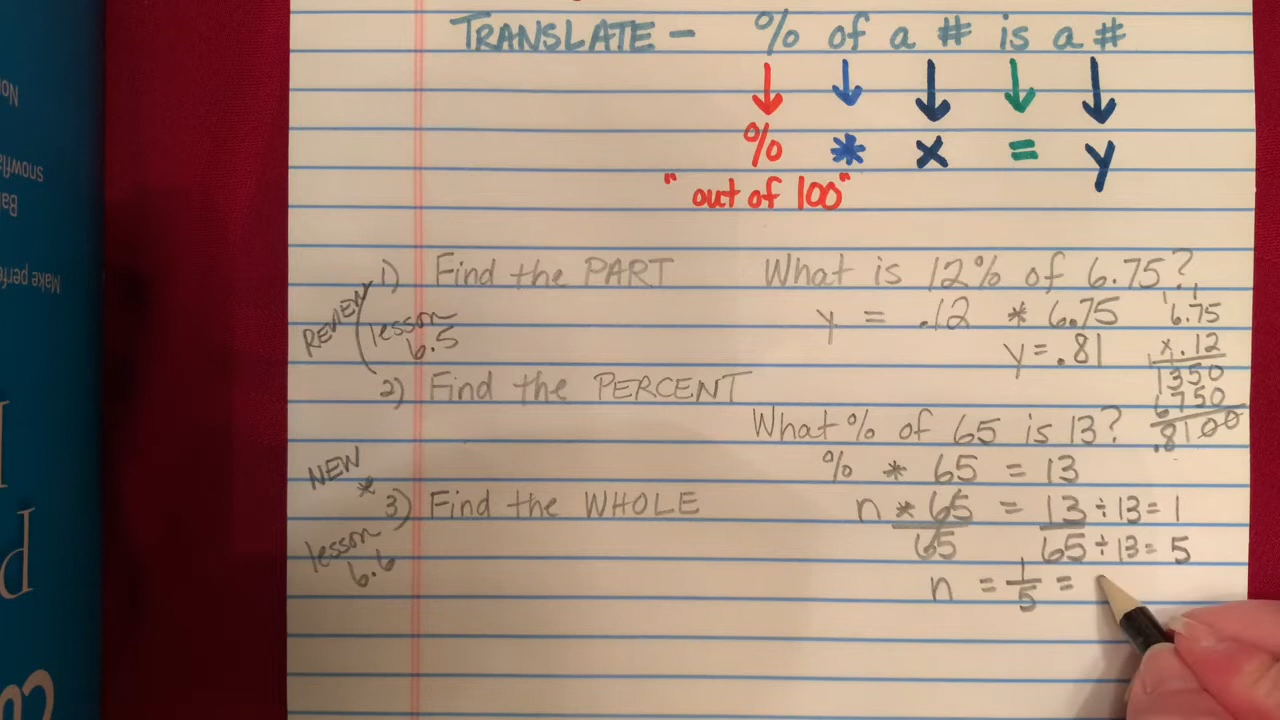 TRANSLATE - % of a # is a #
% * x = y
"out of 100"
1) Find the PART What is 12% of 6.75?
REVIEW
lesson 6.5
y = .12 * 6.75
y = .81
1 1
6.75
x .12
1350
6750
.8100
2) Find the PERCENT
What % of 65 is 13?
% * 65 = 13
NEW
*
3) Find the WHOLE
lesson 6.6
n * 65 = 13 ÷ 13 = 1
65 65 ÷ 13 = 5
n = 1/5 =